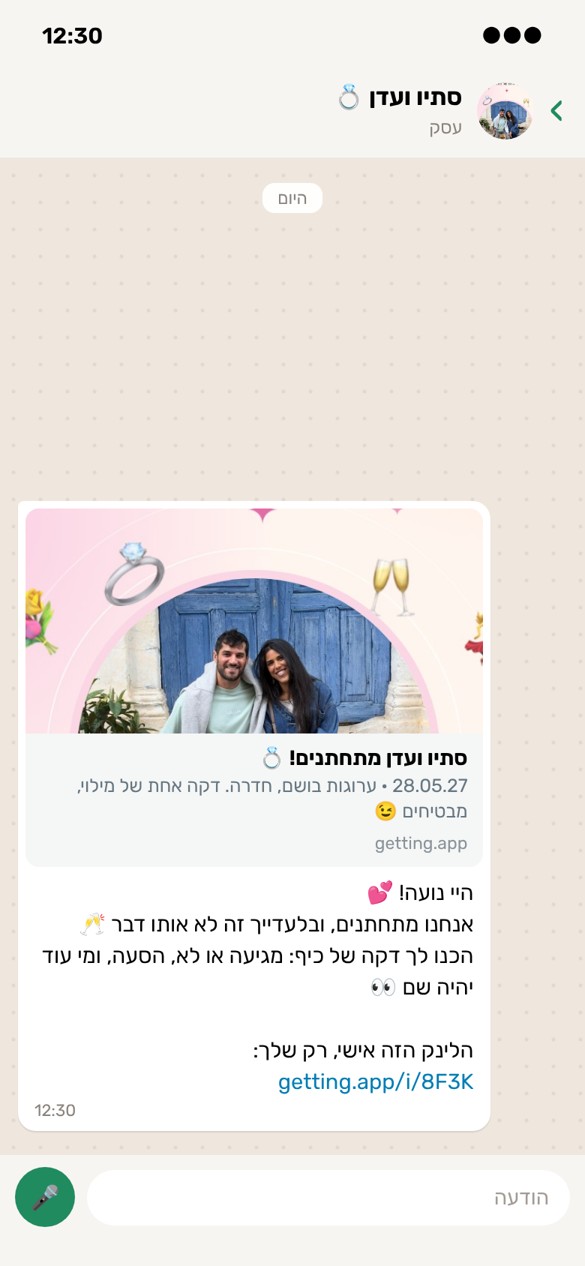 12:30
סתיו ועדן 💍
עסק
היום
סתיו ועדן מתחתנים! 💍
28.05.27 • ערוגות בושם, חדרה. דקה אחת של מילוי,
מבטיחים 😉
getting.app
היי נועה! 💕
אנחנו מתחתנים, ובלעדייך זה לא אותו דבר 🥂
הכנו לך דקה של כיף: מגיעה או לא, הסעה, ומי עוד
יהיה שם 👀
הלינק הזה אישי, רק שלך:
getting.app/i/8F3K
12:30
הודעה